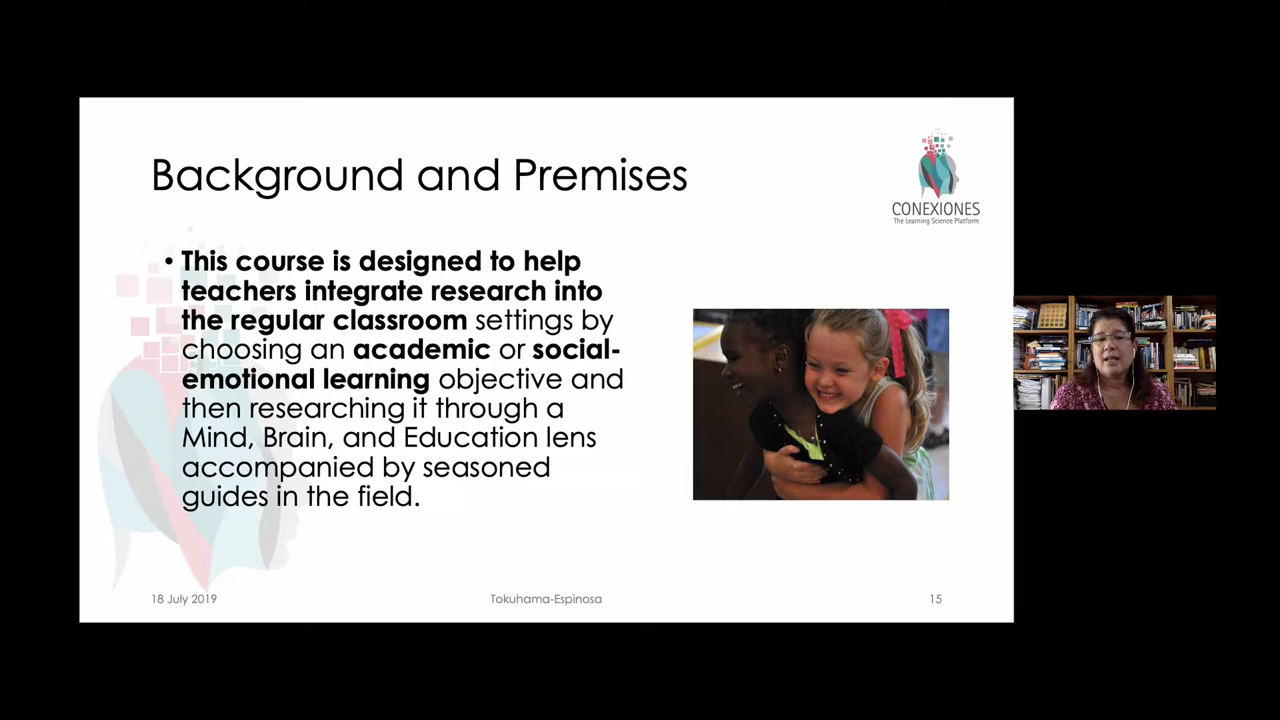 Background and Premises
CONEXIONES
The Learning Science Platform
• This course is designed to help
teachers integrate research into
the regular classroom settings by
choosing an academic or social-
emotional learning objective and
then researching it through a
Mind, Brain, and Education lens
accompanied by seasoned
guides in the field.
18 July 2019
Tokuhama-Espinosa
15